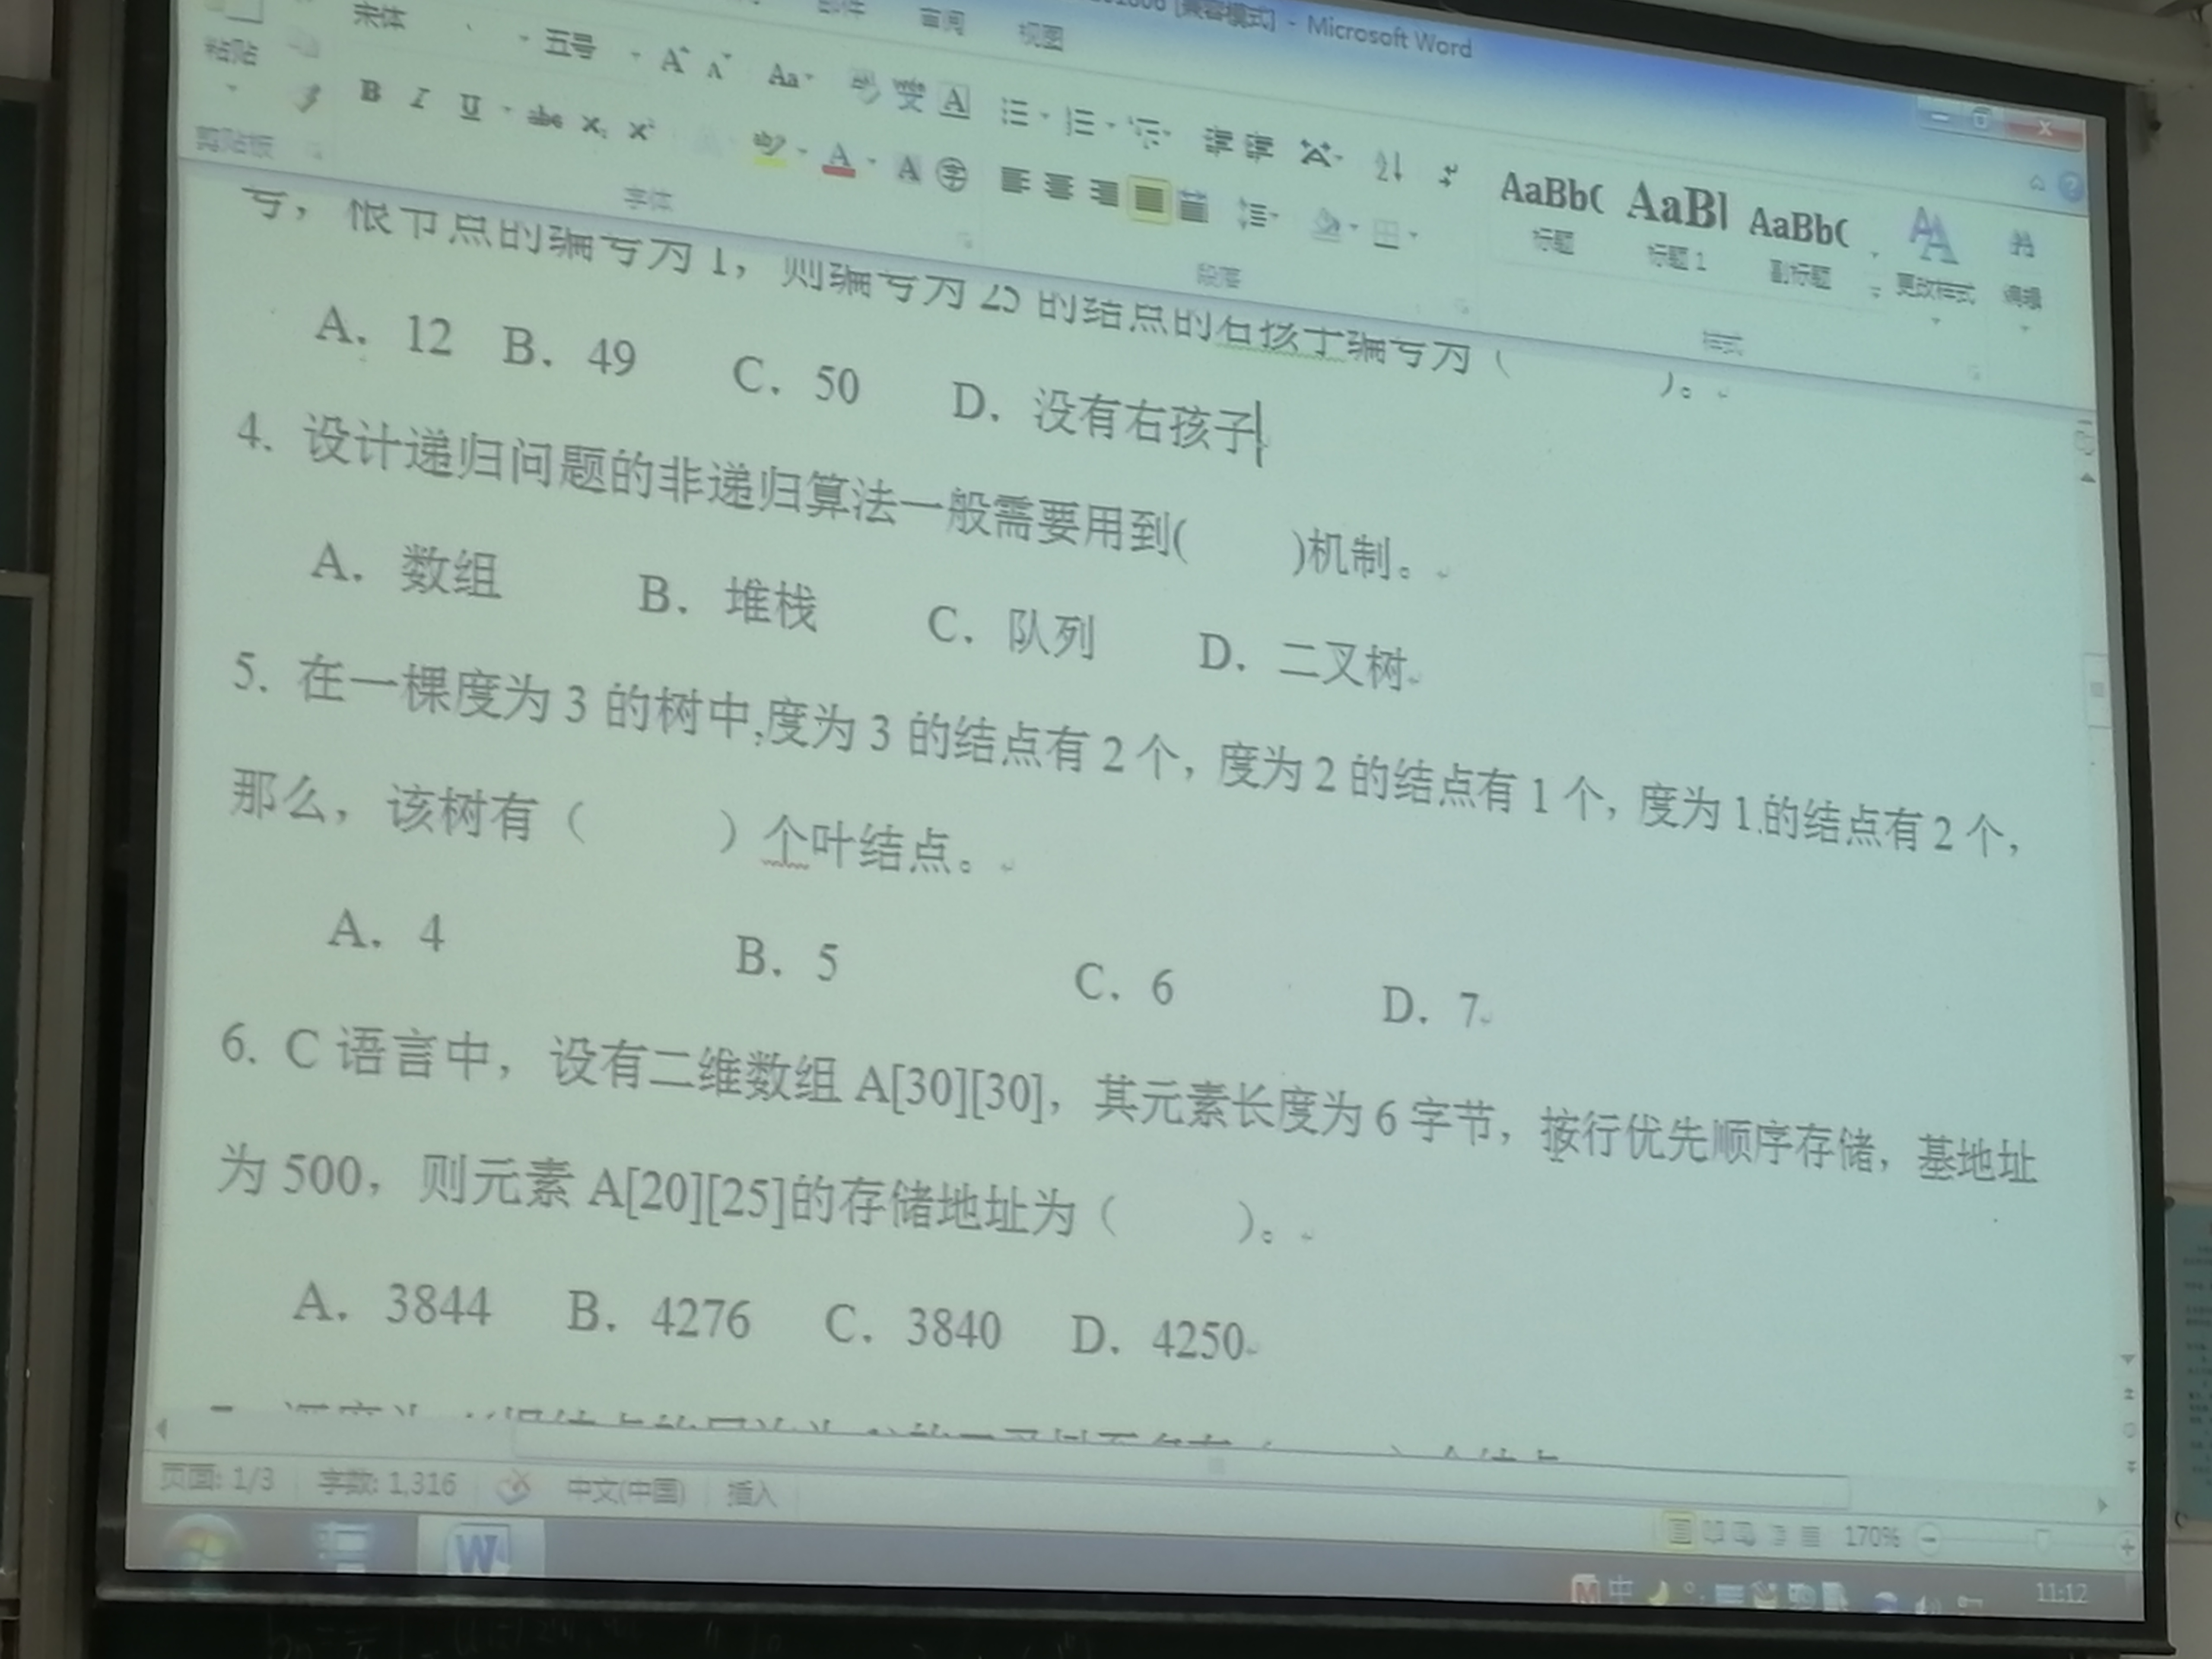 [兼容模式] - Microsoft Word
审阅 视图
粘贴 宋体 五号 A A Aa A
B I U abc X₂ X² A A 字
AaBbC AaBl AaBbC
标题 标题 1 副标题 更改样式 编辑
剪贴板 字体 段落 样式
号，根节点的编号为 1，则编号为 25 的结点的右孩子编号为（ ）。
A．12 B．49 C．50 D．没有右孩子
4. 设计递归问题的非递归算法一般需要用到( )机制。
A．数组 B．堆栈 C．队列 D．二叉树
5. 在一棵度为 3 的树中,度为 3 的结点有 2 个，度为 2 的结点有 1 个，度为 1 的结点有 2 个，
那么，该树有（ ）个叶结点。
A．4 B．5 C．6 D．7
6. C 语言中，设有二维数组 A[30][30]，其元素长度为 6 字节，按行优先顺序存储，基地址
为 500，则元素 A[20][25]的存储地址为（ ）。
A．3844 B．4276 C．3840 D．4250
页面: 1/3 字数: 1,316 中文(中国) 插入
170%
W
M 中
11:12